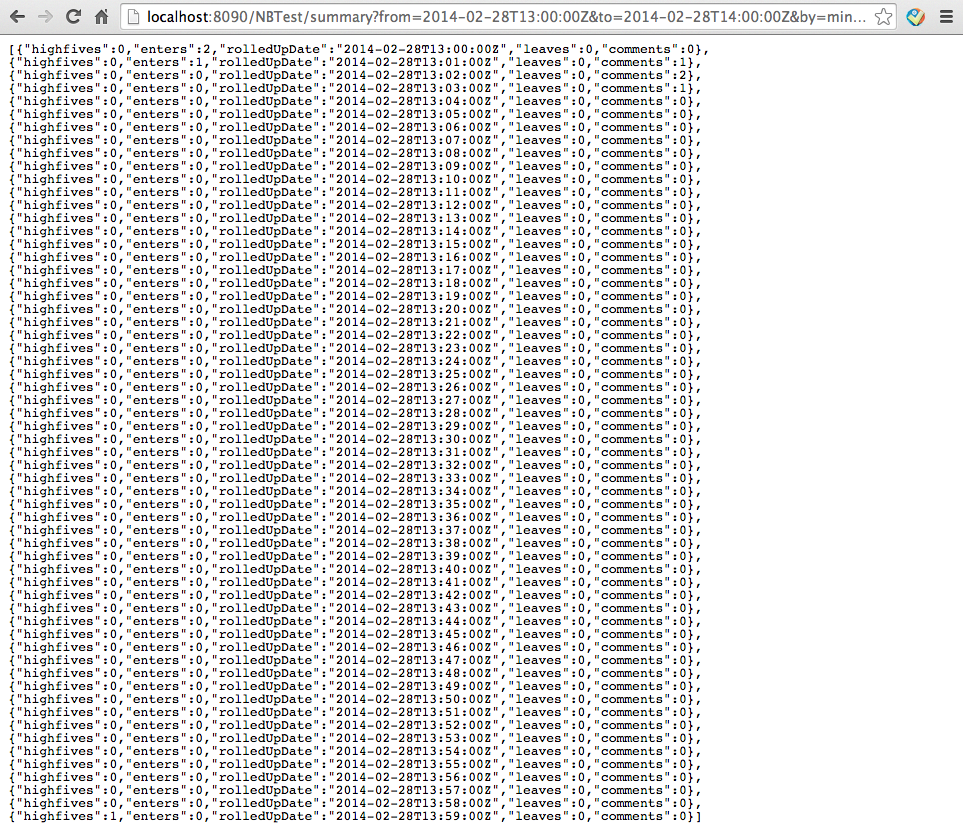 localhost:8090/NBTest/summary?from=2014-02-28T13:00:00Z&to=2014-02-28T14:00:00Z&by=min...
[{"highfives":0,"enters":2,"rolledUpDate":"2014-02-28T13:00:00Z","leaves":0,"comments":0},
{"highfives":0,"enters":1,"rolledUpDate":"2014-02-28T13:01:00Z","leaves":0,"comments":1},
{"highfives":0,"enters":0,"rolledUpDate":"2014-02-28T13:02:00Z","leaves":0,"comments":2},
{"highfives":0,"enters":0,"rolledUpDate":"2014-02-28T13:03:00Z","leaves":0,"comments":1},
{"highfives":0,"enters":0,"rolledUpDate":"2014-02-28T13:04:00Z","leaves":0,"comments":0},
{"highfives":0,"enters":0,"rolledUpDate":"2014-02-28T13:05:00Z","leaves":0,"comments":0},
{"highfives":0,"enters":0,"rolledUpDate":"2014-02-28T13:06:00Z","leaves":0,"comments":0},
{"highfives":0,"enters":0,"rolledUpDate":"2014-02-28T13:07:00Z","leaves":0,"comments":0},
{"highfives":0,"enters":0,"rolledUpDate":"2014-02-28T13:08:00Z","leaves":0,"comments":0},
{"highfives":0,"enters":0,"rolledUpDate":"2014-02-28T13:09:00Z","leaves":0,"comments":0},
{"highfives":0,"enters":0,"rolledUpDate":"2014-02-28T13:10:00Z","leaves":0,"comments":0},
{"highfives":0,"enters":0,"rolledUpDate":"2014-02-28T13:11:00Z","leaves":0,"comments":0},
{"highfives":0,"enters":0,"rolledUpDate":"2014-02-28T13:12:00Z","leaves":0,"comments":0},
{"highfives":0,"enters":0,"rolledUpDate":"2014-02-28T13:13:00Z","leaves":0,"comments":0},
{"highfives":0,"enters":0,"rolledUpDate":"2014-02-28T13:14:00Z","leaves":0,"comments":0},
{"highfives":0,"enters":0,"rolledUpDate":"2014-02-28T13:15:00Z","leaves":0,"comments":0},
{"highfives":0,"enters":0,"rolledUpDate":"2014-02-28T13:16:00Z","leaves":0,"comments":0},
{"highfives":0,"enters":0,"rolledUpDate":"2014-02-28T13:17:00Z","leaves":0,"comments":0},
{"highfives":0,"enters":0,"rolledUpDate":"2014-02-28T13:18:00Z","leaves":0,"comments":0},
{"highfives":0,"enters":0,"rolledUpDate":"2014-02-28T13:19:00Z","leaves":0,"comments":0},
{"highfives":0,"enters":0,"rolledUpDate":"2014-02-28T13:20:00Z","leaves":0,"comments":0},
{"highfives":0,"enters":0,"rolledUpDate":"2014-02-28T13:21:00Z","leaves":0,"comments":0},
{"highfives":0,"enters":0,"rolledUpDate":"2014-02-28T13:22:00Z","leaves":0,"comments":0},
{"highfives":0,"enters":0,"rolledUpDate":"2014-02-28T13:23:00Z","leaves":0,"comments":0},
{"highfives":0,"enters":0,"rolledUpDate":"2014-02-28T13:24:00Z","leaves":0,"comments":0},
{"highfives":0,"enters":0,"rolledUpDate":"2014-02-28T13:25:00Z","leaves":0,"comments":0},
{"highfives":0,"enters":0,"rolledUpDate":"2014-02-28T13:26:00Z","leaves":0,"comments":0},
{"highfives":0,"enters":0,"rolledUpDate":"2014-02-28T13:27:00Z","leaves":0,"comments":0},
{"highfives":0,"enters":0,"rolledUpDate":"2014-02-28T13:28:00Z","leaves":0,"comments":0},
{"highfives":0,"enters":0,"rolledUpDate":"2014-02-28T13:29:00Z","leaves":0,"comments":0},
{"highfives":0,"enters":0,"rolledUpDate":"2014-02-28T13:30:00Z","leaves":0,"comments":0},
{"highfives":0,"enters":0,"rolledUpDate":"2014-02-28T13:31:00Z","leaves":0,"comments":0},
{"highfives":0,"enters":0,"rolledUpDate":"2014-02-28T13:32:00Z","leaves":0,"comments":0},
{"highfives":0,"enters":0,"rolledUpDate":"2014-02-28T13:33:00Z","leaves":0,"comments":0},
{"highfives":0,"enters":0,"rolledUpDate":"2014-02-28T13:34:00Z","leaves":0,"comments":0},
{"highfives":0,"enters":0,"rolledUpDate":"2014-02-28T13:35:00Z","leaves":0,"comments":0},
{"highfives":0,"enters":0,"rolledUpDate":"2014-02-28T13:36:00Z","leaves":0,"comments":0},
{"highfives":0,"enters":0,"rolledUpDate":"2014-02-28T13:37:00Z","leaves":0,"comments":0},
{"highfives":0,"enters":0,"rolledUpDate":"2014-02-28T13:38:00Z","leaves":0,"comments":0},
{"highfives":0,"enters":0,"rolledUpDate":"2014-02-28T13:39:00Z","leaves":0,"comments":0},
{"highfives":0,"enters":0,"rolledUpDate":"2014-02-28T13:40:00Z","leaves":0,"comments":0},
{"highfives":0,"enters":0,"rolledUpDate":"2014-02-28T13:41:00Z","leaves":0,"comments":0},
{"highfives":0,"enters":0,"rolledUpDate":"2014-02-28T13:42:00Z","leaves":0,"comments":0},
{"highfives":0,"enters":0,"rolledUpDate":"2014-02-28T13:43:00Z","leaves":0,"comments":0},
{"highfives":0,"enters":0,"rolledUpDate":"2014-02-28T13:44:00Z","leaves":0,"comments":0},
{"highfives":0,"enters":0,"rolledUpDate":"2014-02-28T13:45:00Z","leaves":0,"comments":0},
{"highfives":0,"enters":0,"rolledUpDate":"2014-02-28T13:46:00Z","leaves":0,"comments":0},
{"highfives":0,"enters":0,"rolledUpDate":"2014-02-28T13:47:00Z","leaves":0,"comments":0},
{"highfives":0,"enters":0,"rolledUpDate":"2014-02-28T13:48:00Z","leaves":0,"comments":0},
{"highfives":0,"enters":0,"rolledUpDate":"2014-02-28T13:49:00Z","leaves":0,"comments":0},
{"highfives":0,"enters":0,"rolledUpDate":"2014-02-28T13:50:00Z","leaves":0,"comments":0},
{"highfives":0,"enters":0,"rolledUpDate":"2014-02-28T13:51:00Z","leaves":0,"comments":0},
{"highfives":0,"enters":0,"rolledUpDate":"2014-02-28T13:52:00Z","leaves":0,"comments":0},
{"highfives":0,"enters":0,"rolledUpDate":"2014-02-28T13:53:00Z","leaves":0,"comments":0},
{"highfives":0,"enters":0,"rolledUpDate":"2014-02-28T13:54:00Z","leaves":0,"comments":0},
{"highfives":0,"enters":0,"rolledUpDate":"2014-02-28T13:55:00Z","leaves":0,"comments":0},
{"highfives":0,"enters":0,"rolledUpDate":"2014-02-28T13:56:00Z","leaves":0,"comments":0},
{"highfives":0,"enters":0,"rolledUpDate":"2014-02-28T13:57:00Z","leaves":0,"comments":0},
{"highfives":0,"enters":0,"rolledUpDate":"2014-02-28T13:58:00Z","leaves":0,"comments":0},
{"highfives":1,"enters":0,"rolledUpDate":"2014-02-28T13:59:00Z","leaves":0,"comments":0}]